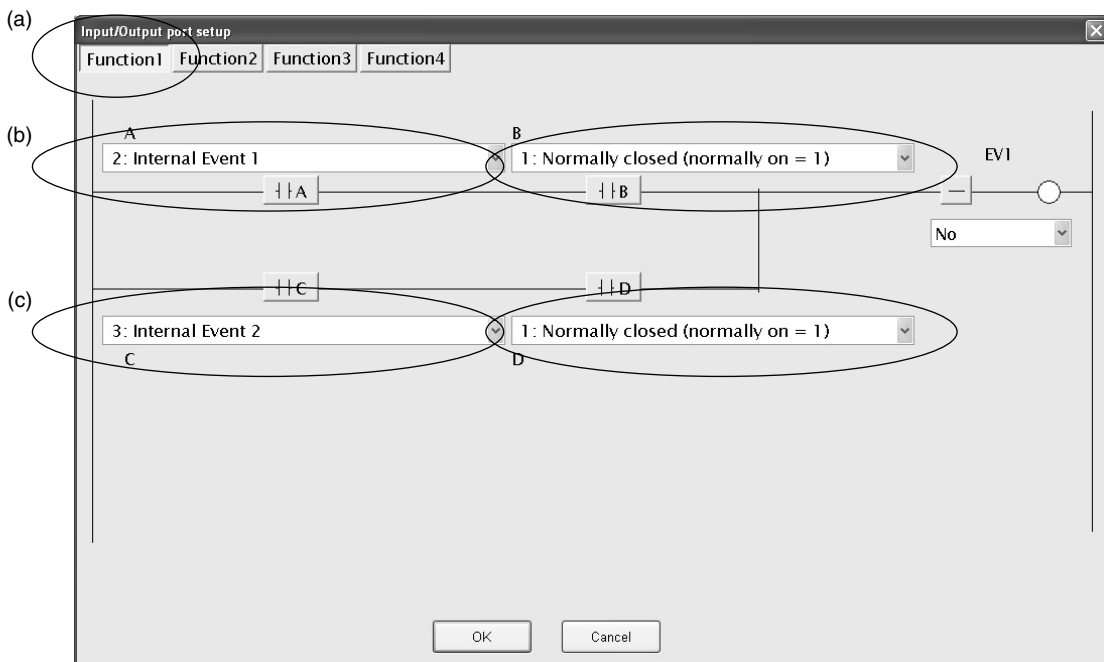 (a)
Input/Output port setup
Function1 Function2 Function3 Function4
(b)
A B
2: Internal Event 1 1: Normally closed (normally on = 1) EV1
A B
No
(c)
C D
3: Internal Event 2 1: Normally closed (normally on = 1)
C D
OK Cancel